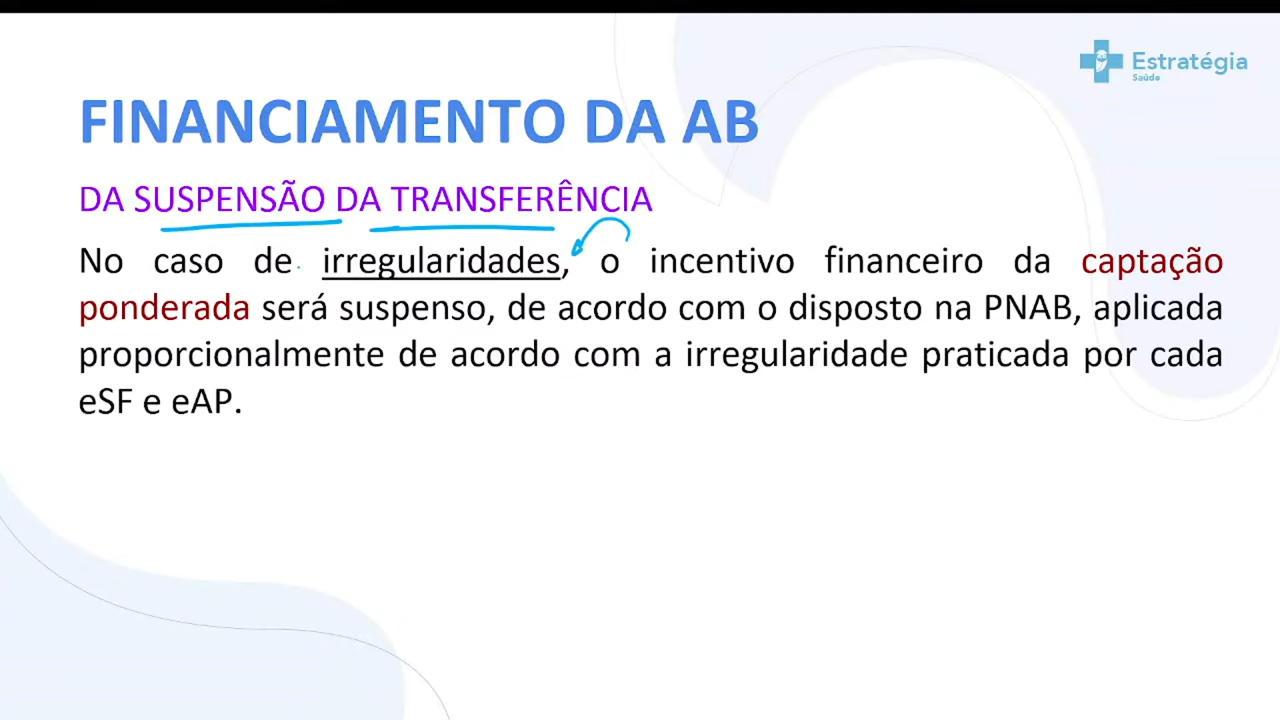 Estratégia
Saúde
FINANCIAMENTO DA AB
DA SUSPENSÃO DA TRANSFERÊNCIA
No caso de irregularidades, o incentivo financeiro da captação
ponderada será suspenso, de acordo com o disposto na PNAB, aplicada
proporcionalmente de acordo com a irregularidade praticada por cada
eSF e eAP.